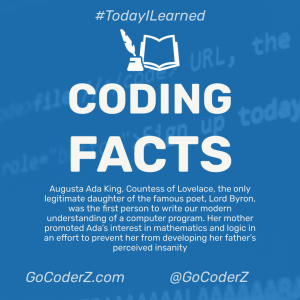 #TodayILearned
CODING
FACTS
Augusta Ada King, Countess of Lovelace, the only
legitimate daughter of the famous poet, Lord Byron,
was the first person to write our modern
understanding of a computer program. Her mother
promoted Ada's interest in mathematics and logic in
an effort to prevent her from developing her father's
perceived insanity
GoCoderZ.com @GoCoderZ